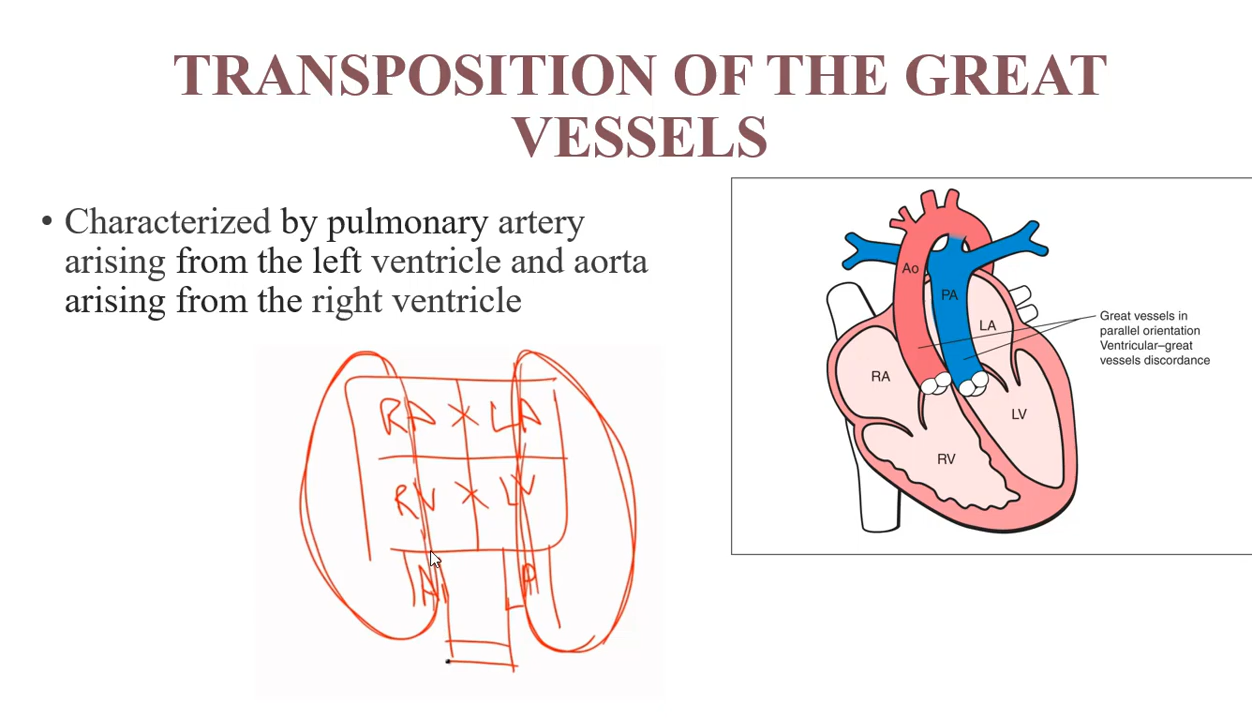 TRANSPOSITION OF THE GREAT
VESSELS
• Characterized by pulmonary artery
arising from the left ventricle and aorta
arising from the right ventricle
RA X LA
RV X LV
A P
Ao
PA
LA
RA
LV
RV
Great vessels in
parallel orientation
Ventricular–great
vessels discordance